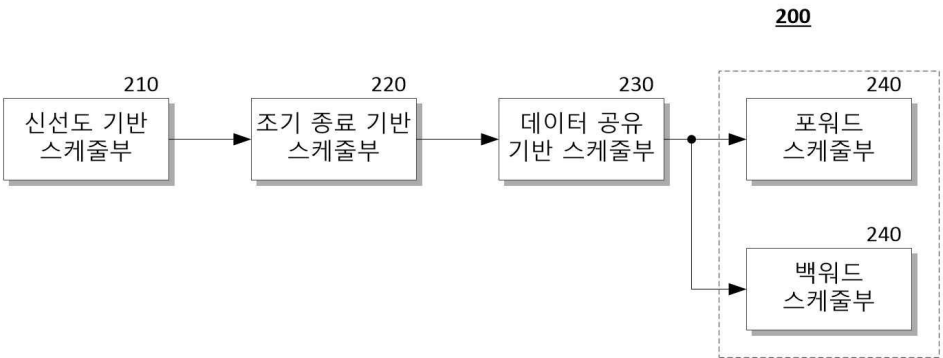 200
210
신선도 기반
스케줄부
220
조기 종료 기반
스케줄부
230
데이터 공유
기반 스케줄부
240
포워드
스케줄부
240
백워드
스케줄부